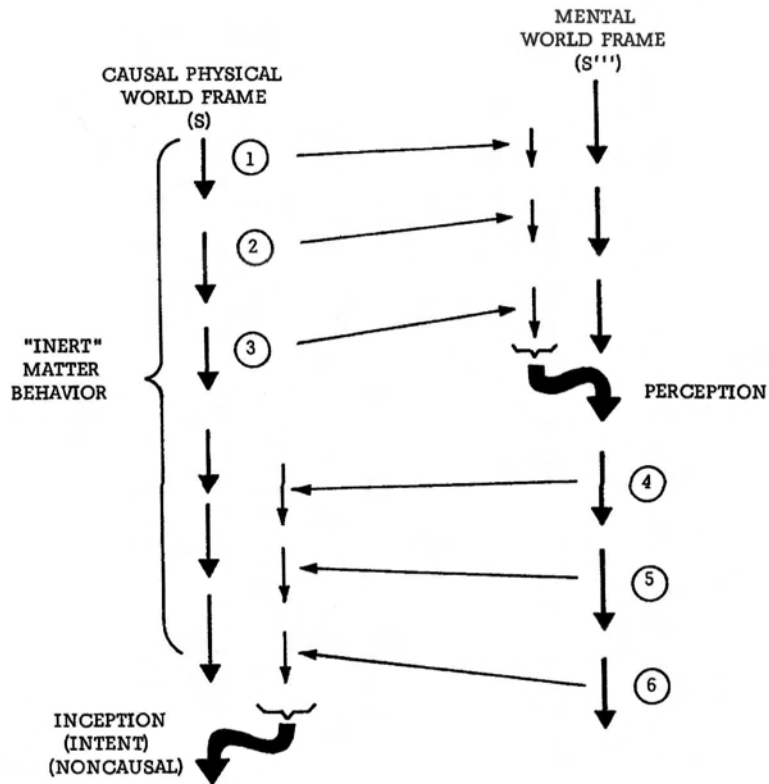 MENTAL
WORLD FRAME
(S''')
CAUSAL PHYSICAL
WORLD FRAME
(S)
1
2
3
"INERT"
MATTER
BEHAVIOR
PERCEPTION
4
5
6
INCEPTION
(INTENT)
(NONCAUSAL)